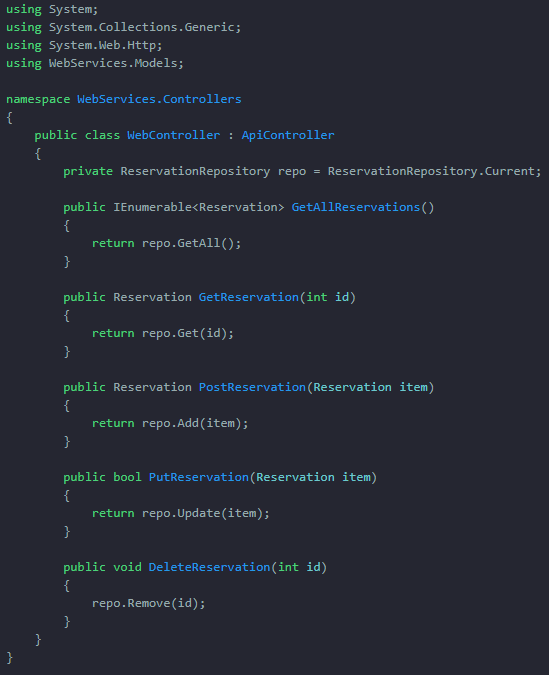 using System;
using System.Collections.Generic;
using System.Web.Http;
using WebServices.Models;

namespace WebServices.Controllers
{
    public class WebController : ApiController
    {
        private ReservationRepository repo = ReservationRepository.Current;

        public IEnumerable<Reservation> GetAllReservations()
        {
            return repo.GetAll();
        }

        public Reservation GetReservation(int id)
        {
            return repo.Get(id);
        }

        public Reservation PostReservation(Reservation item)
        {
            return repo.Add(item);
        }

        public bool PutReservation(Reservation item)
        {
            return repo.Update(item);
        }

        public void DeleteReservation(int id)
        {
            repo.Remove(id);
        }
    }
}